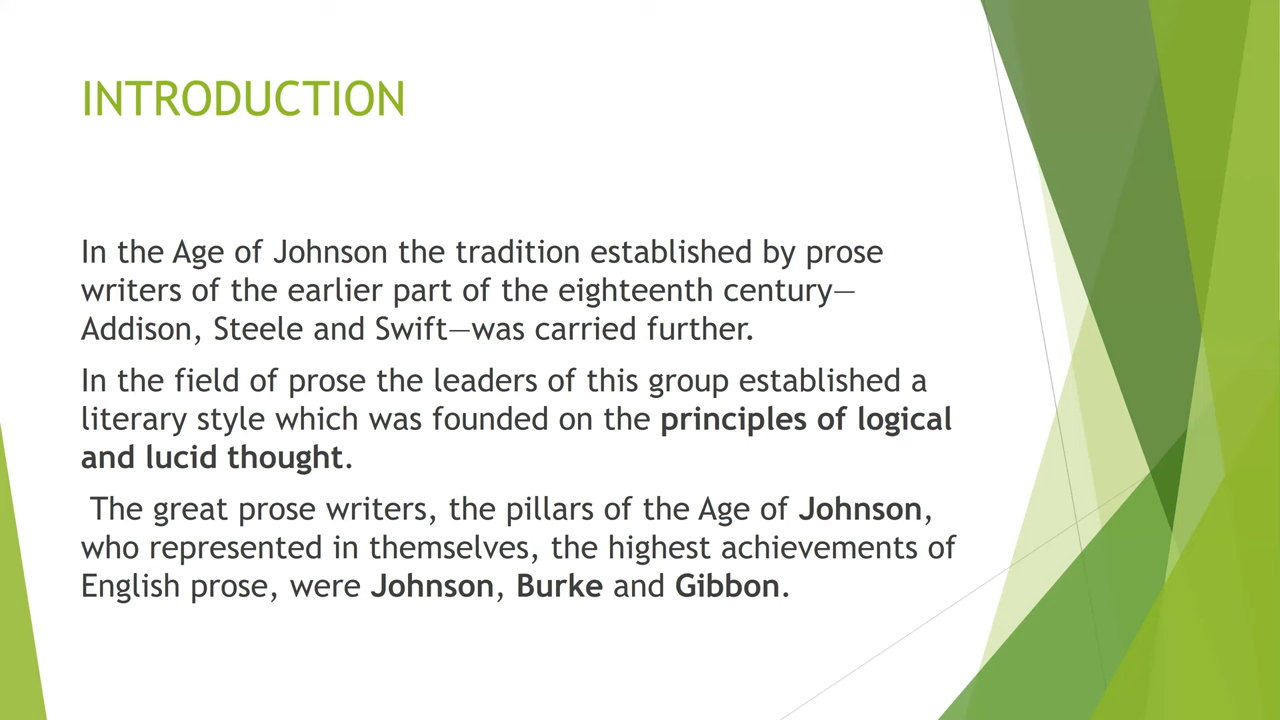 INTRODUCTION
In the Age of Johnson the tradition established by prose
writers of the earlier part of the eighteenth century—
Addison, Steele and Swift—was carried further.
In the field of prose the leaders of this group established a
literary style which was founded on the principles of logical
and lucid thought.
The great prose writers, the pillars of the Age of Johnson,
who represented in themselves, the highest achievements of
English prose, were Johnson, Burke and Gibbon.